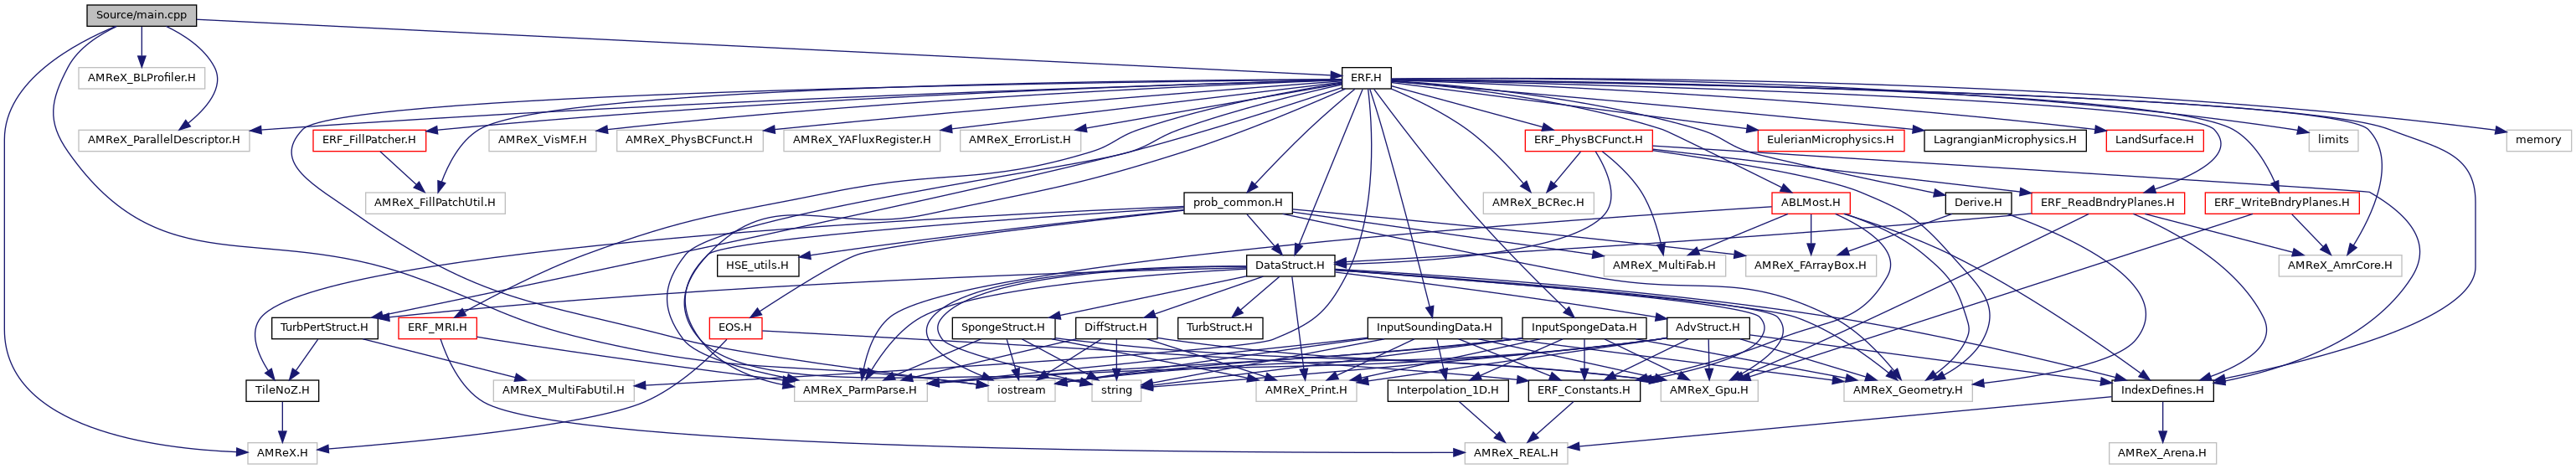 Source/main.cpp
AMReX_BLProfiler.H
ERF.H
AMReX_ParallelDescriptor.H
ERF_FillPatcher.H
AMReX_VisMF.H
AMReX_PhysBCFunct.H
AMReX_YAFluxRegister.H
AMReX_ErrorList.H
ERF_PhysBCFunct.H
EulerianMicrophysics.H
LagrangianMicrophysics.H
LandSurface.H
limits
memory
AMReX_FillPatchUtil.H
prob_common.H
AMReX_BCRec.H
ABLMost.H
Derive.H
ERF_ReadBndryPlanes.H
ERF_WriteBndryPlanes.H
HSE_utils.H
DataStruct.H
AMReX_MultiFab.H
AMReX_FArrayBox.H
AMReX_AmrCore.H
TurbPertStruct.H
ERF_MRI.H
EOS.H
SpongeStruct.H
DiffStruct.H
TurbStruct.H
InputSoundingData.H
InputSpongeData.H
AdvStruct.H
TileNoZ.H
AMReX_MultiFabUtil.H
AMReX_ParmParse.H
iostream
string
AMReX_Print.H
Interpolation_1D.H
ERF_Constants.H
AMReX_Gpu.H
AMReX_Geometry.H
IndexDefines.H
AMReX.H
AMReX_REAL.H
AMReX_Arena.H